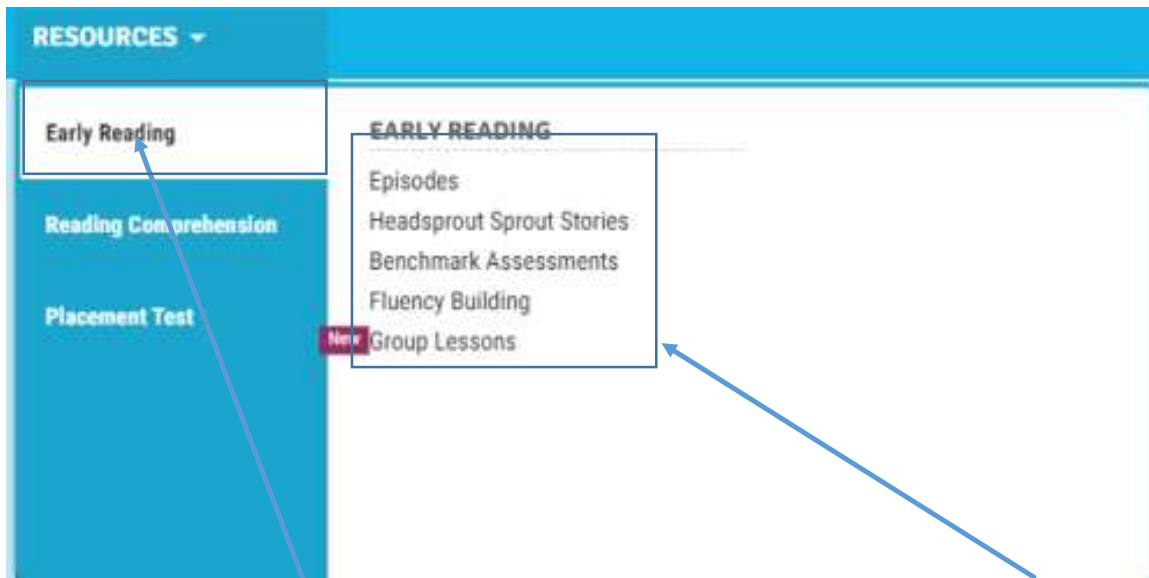 RESOURCES
Early Reading
Reading Comprehension
Placement Test
EARLY READING
Episodes
Headsprout Sprout Stories
Benchmark Assessments
Fluency Building
New Group Lessons